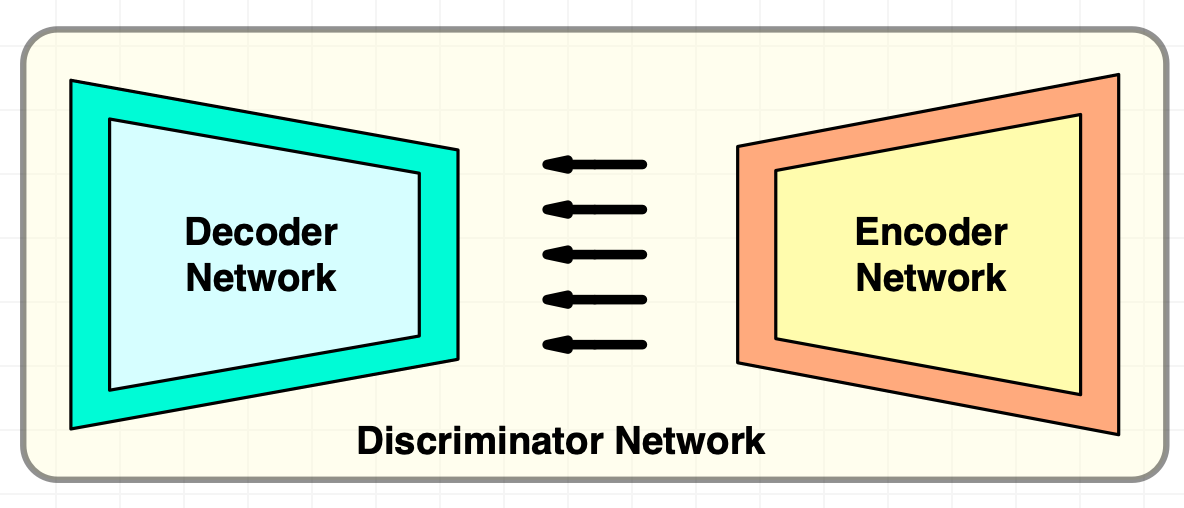 Decoder
Network
Encoder
Network
Discriminator Network